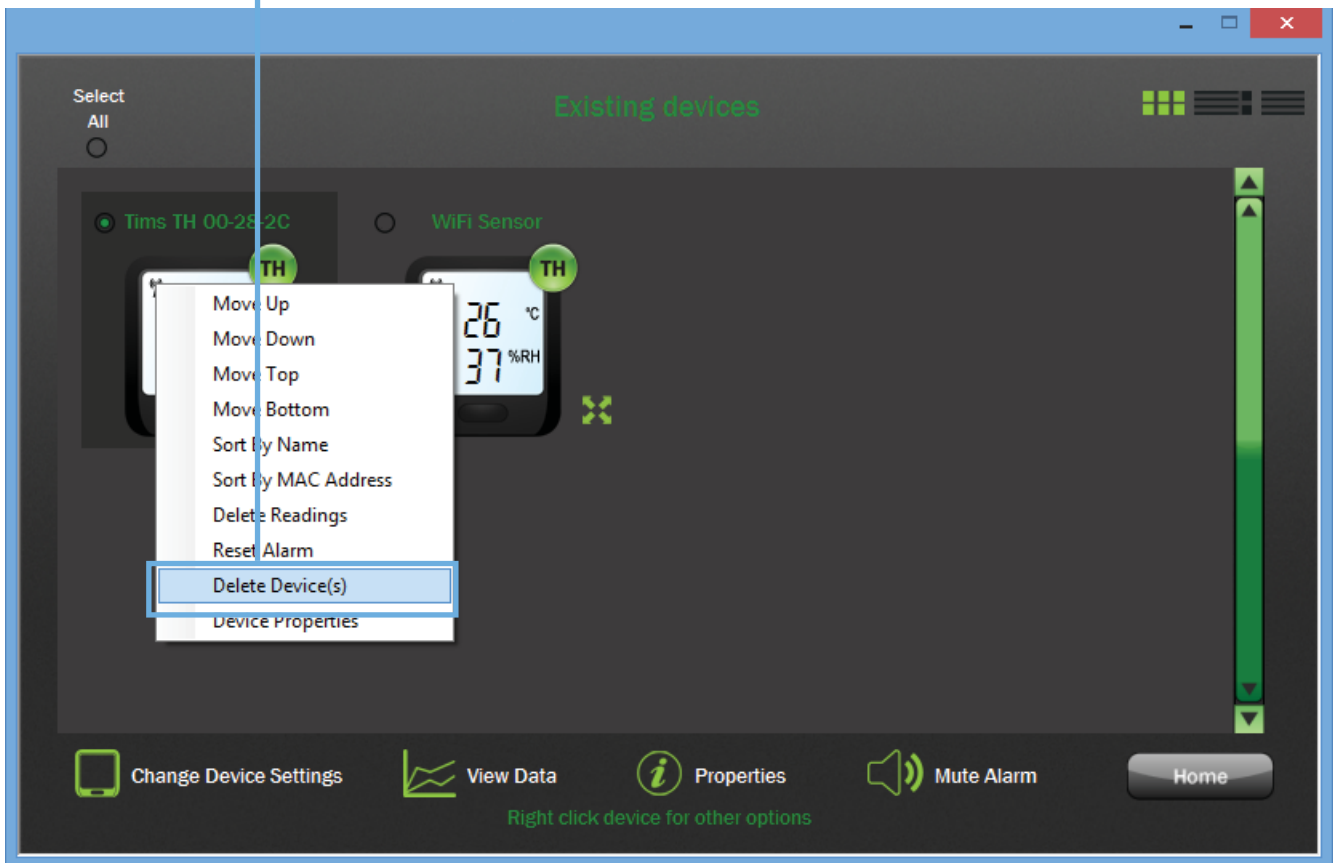 Select
All
Existing devices
Tims TH 00-28-2C
WiFi Sensor
TH
TH
26 °C
37 %RH
Move Up
Move Down
Move Top
Move Bottom
Sort By Name
Sort By MAC Address
Delete Readings
Reset Alarm
Delete Device(s)
Device Properties
Change Device Settings
View Data
i
Properties
Mute Alarm
Home
Right click device for other options